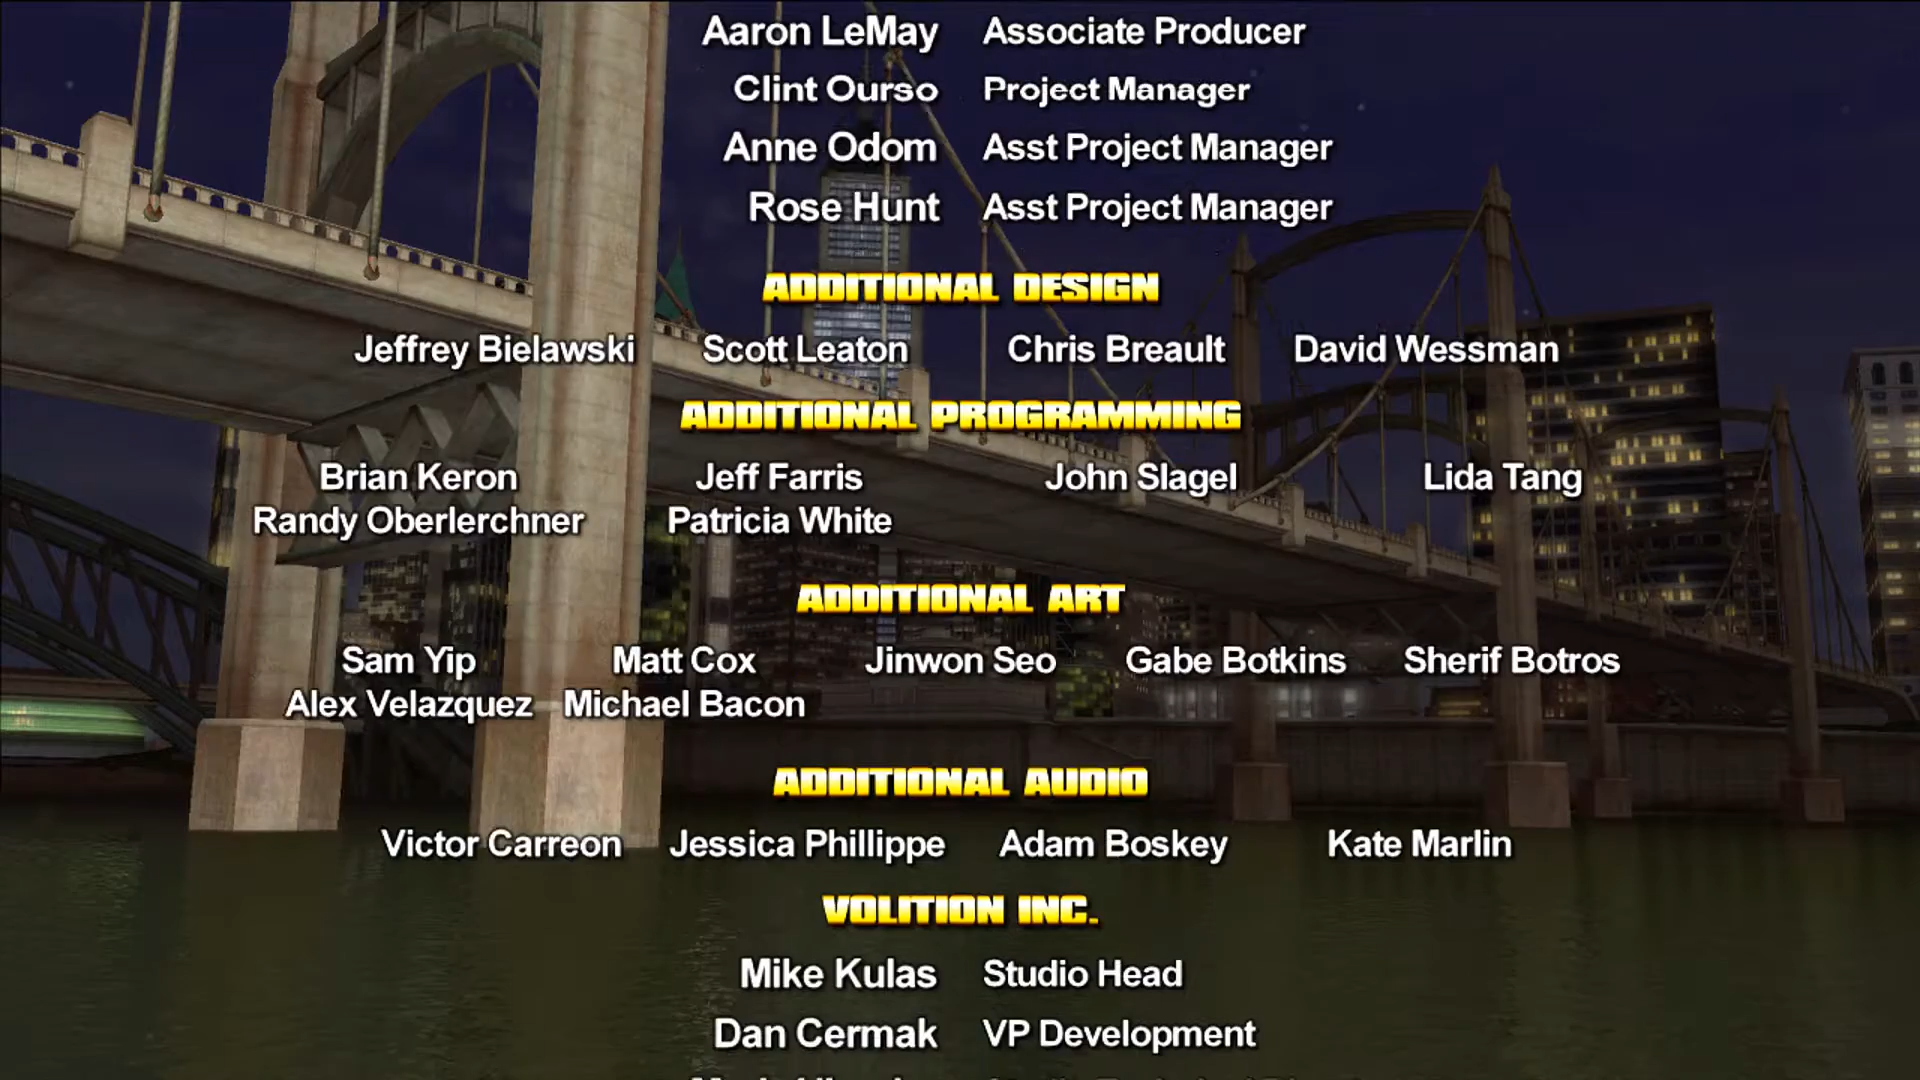 Aaron LeMay Associate Producer
Clint Ourso Project Manager
Anne Odom Asst Project Manager
Rose Hunt Asst Project Manager
ADDITIONAL DESIGN
Jeffrey Bielawski Scott Leaton Chris Breault David Wessman
ADDITIONAL PROGRAMMING
Brian Keron Jeff Farris John Slagel Lida Tang
Randy Oberlerchner Patricia White
ADDITIONAL ART
Sam Yip Matt Cox Jinwon Seo Gabe Botkins Sherif Botros
Alex Velazquez Michael Bacon
ADDITIONAL AUDIO
Victor Carreon Jessica Phillippe Adam Boskey Kate Marlin
VOLITION INC.
Mike Kulas Studio Head
Dan Cermak VP Development